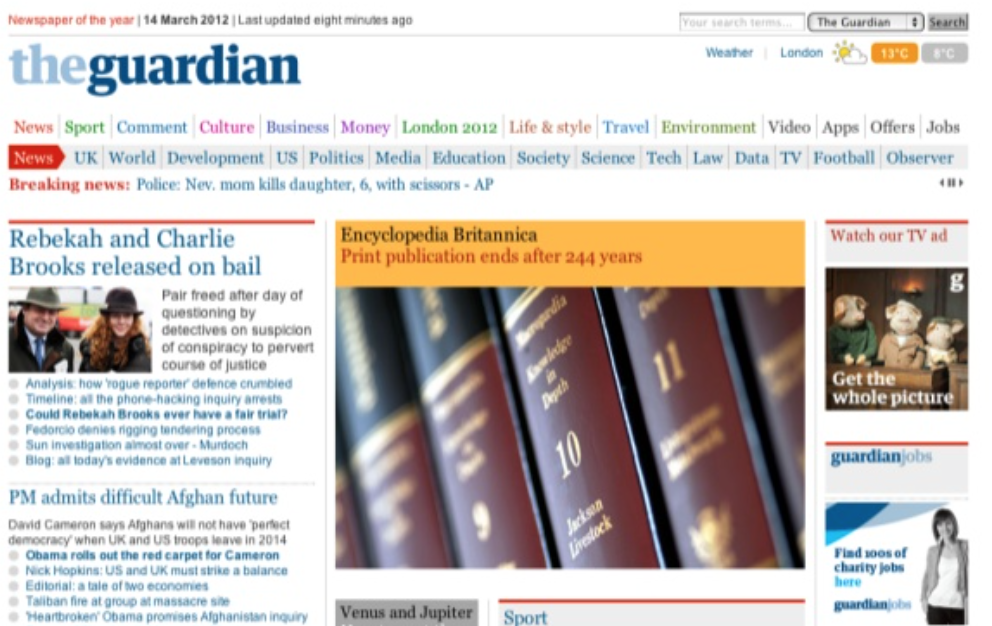 Newspaper of the year | 14 March 2012 | Last updated eight minutes ago
Your search terms... The Guardian Search
theguardian
Weather | London 13°C 8°C
News Sport Comment Culture Business Money London 2012 Life & style Travel Environment Video Apps Offers Jobs
News UK World Development US Politics Media Education Society Science Tech Law Data TV Football Observer
Breaking news: Police: Nev. mom kills daughter, 6, with scissors - AP
Rebekah and Charlie
Brooks released on bail
Pair freed after day of
questioning by
detectives on suspicion
of conspiracy to pervert
course of justice
Analysis: how 'rogue reporter' defence crumbled
Timeline: all the phone-hacking inquiry arrests
Could Rebekah Brooks ever have a fair trial?
Fedorcio denies rigging tendering process
Sun investigation almost over - Murdoch
Blog: all today's evidence at Leveson inquiry
PM admits difficult Afghan future
David Cameron says Afghans will not have 'perfect
democracy' when UK and US troops leave in 2014
Obama rolls out the red carpet for Cameron
Nick Hopkins: US and UK must strike a balance
Editorial: a tale of two economies
Taliban fire at group at massacre site
'Heartbroken' Obama promises Afghanistan inquiry
Encyclopedia Britannica
Print publication ends after 244 years
Knowledge
in
Depth
9
10
Jackson
Livestock
11
Venus and Jupiter
Sport
Watch our TV ad
g
Get the
whole picture
guardianjobs
Find 100s of
charity jobs
here
guardianjobs